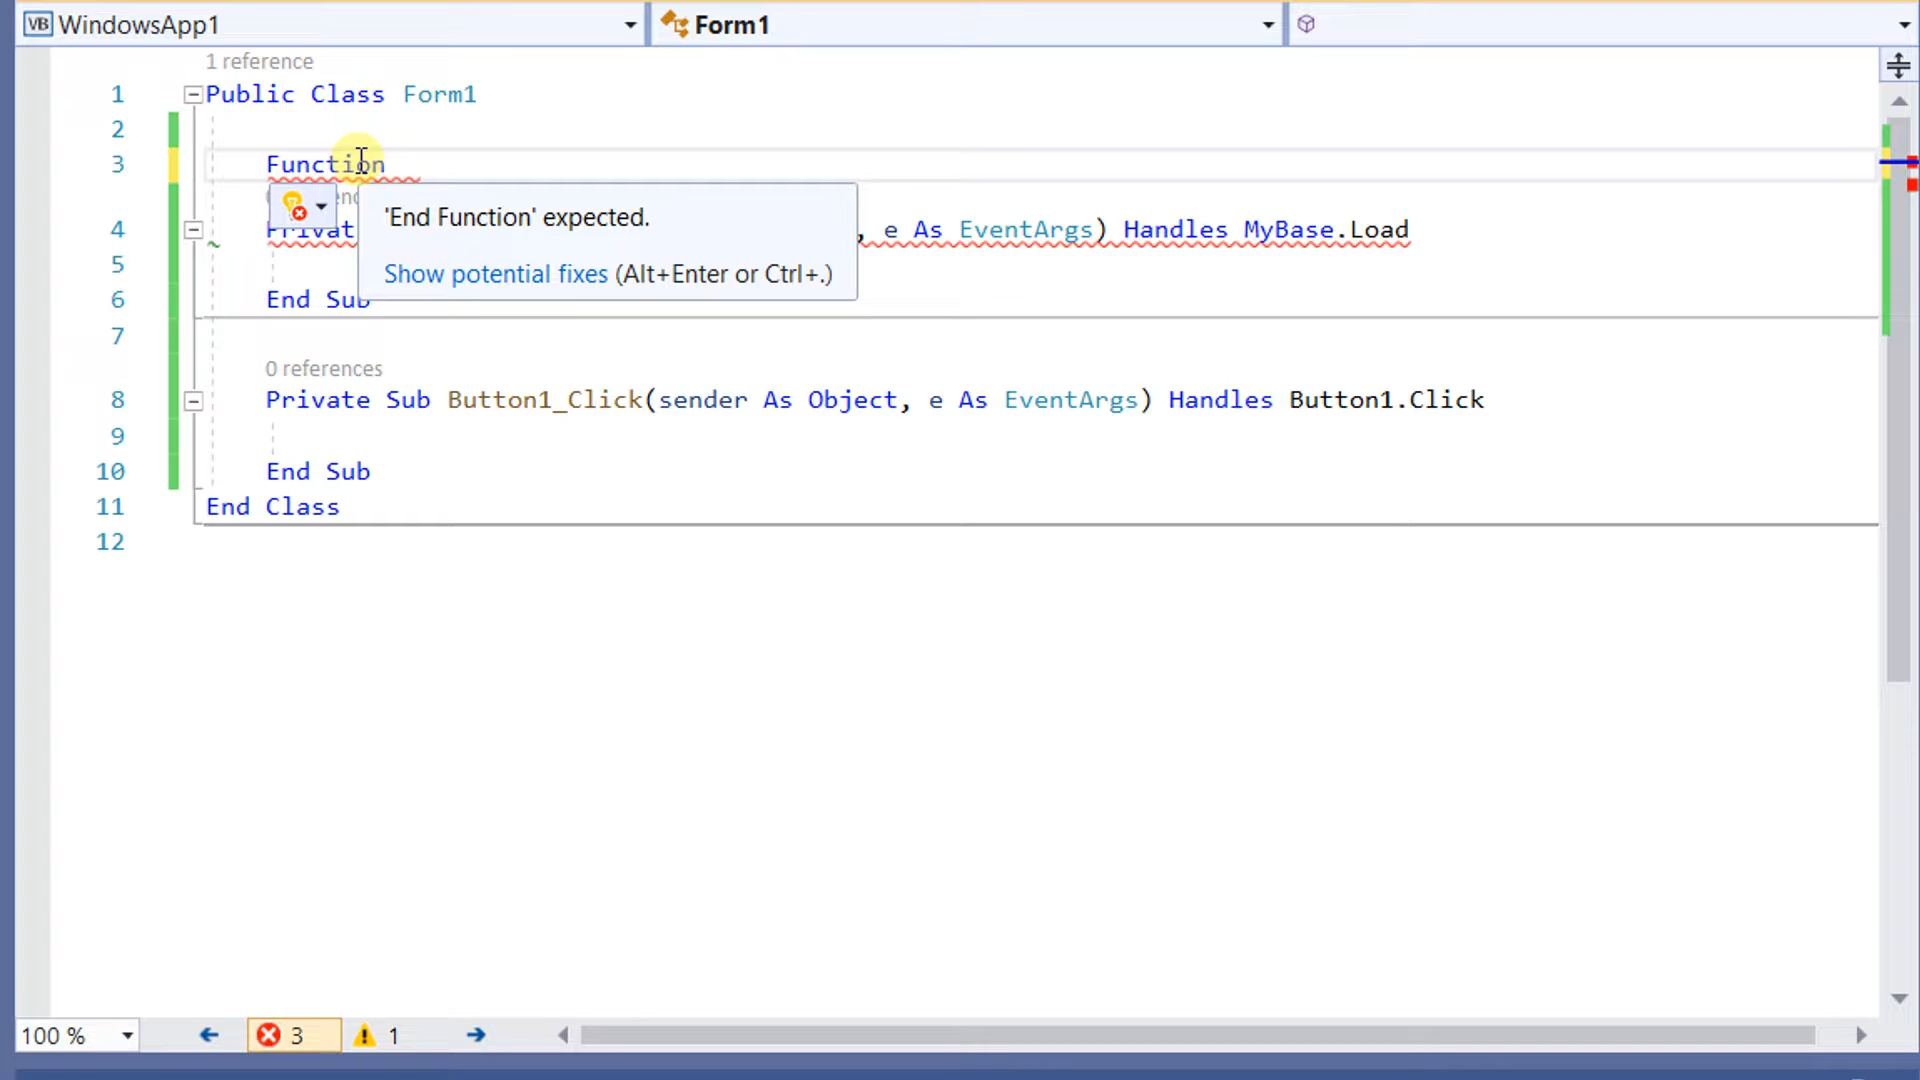 VB WindowsApp1 Form1
1 reference
1 Public Class Form1
2
3 Function
'End Function' expected.
4 Privat , e As EventArgs) Handles MyBase.Load
5
Show potential fixes (Alt+Enter or Ctrl+.)
6 End Sub
7
0 references
8 Private Sub Button1_Click(sender As Object, e As EventArgs) Handles Button1.Click
9
10 End Sub
11 End Class
12
100 % 3 1